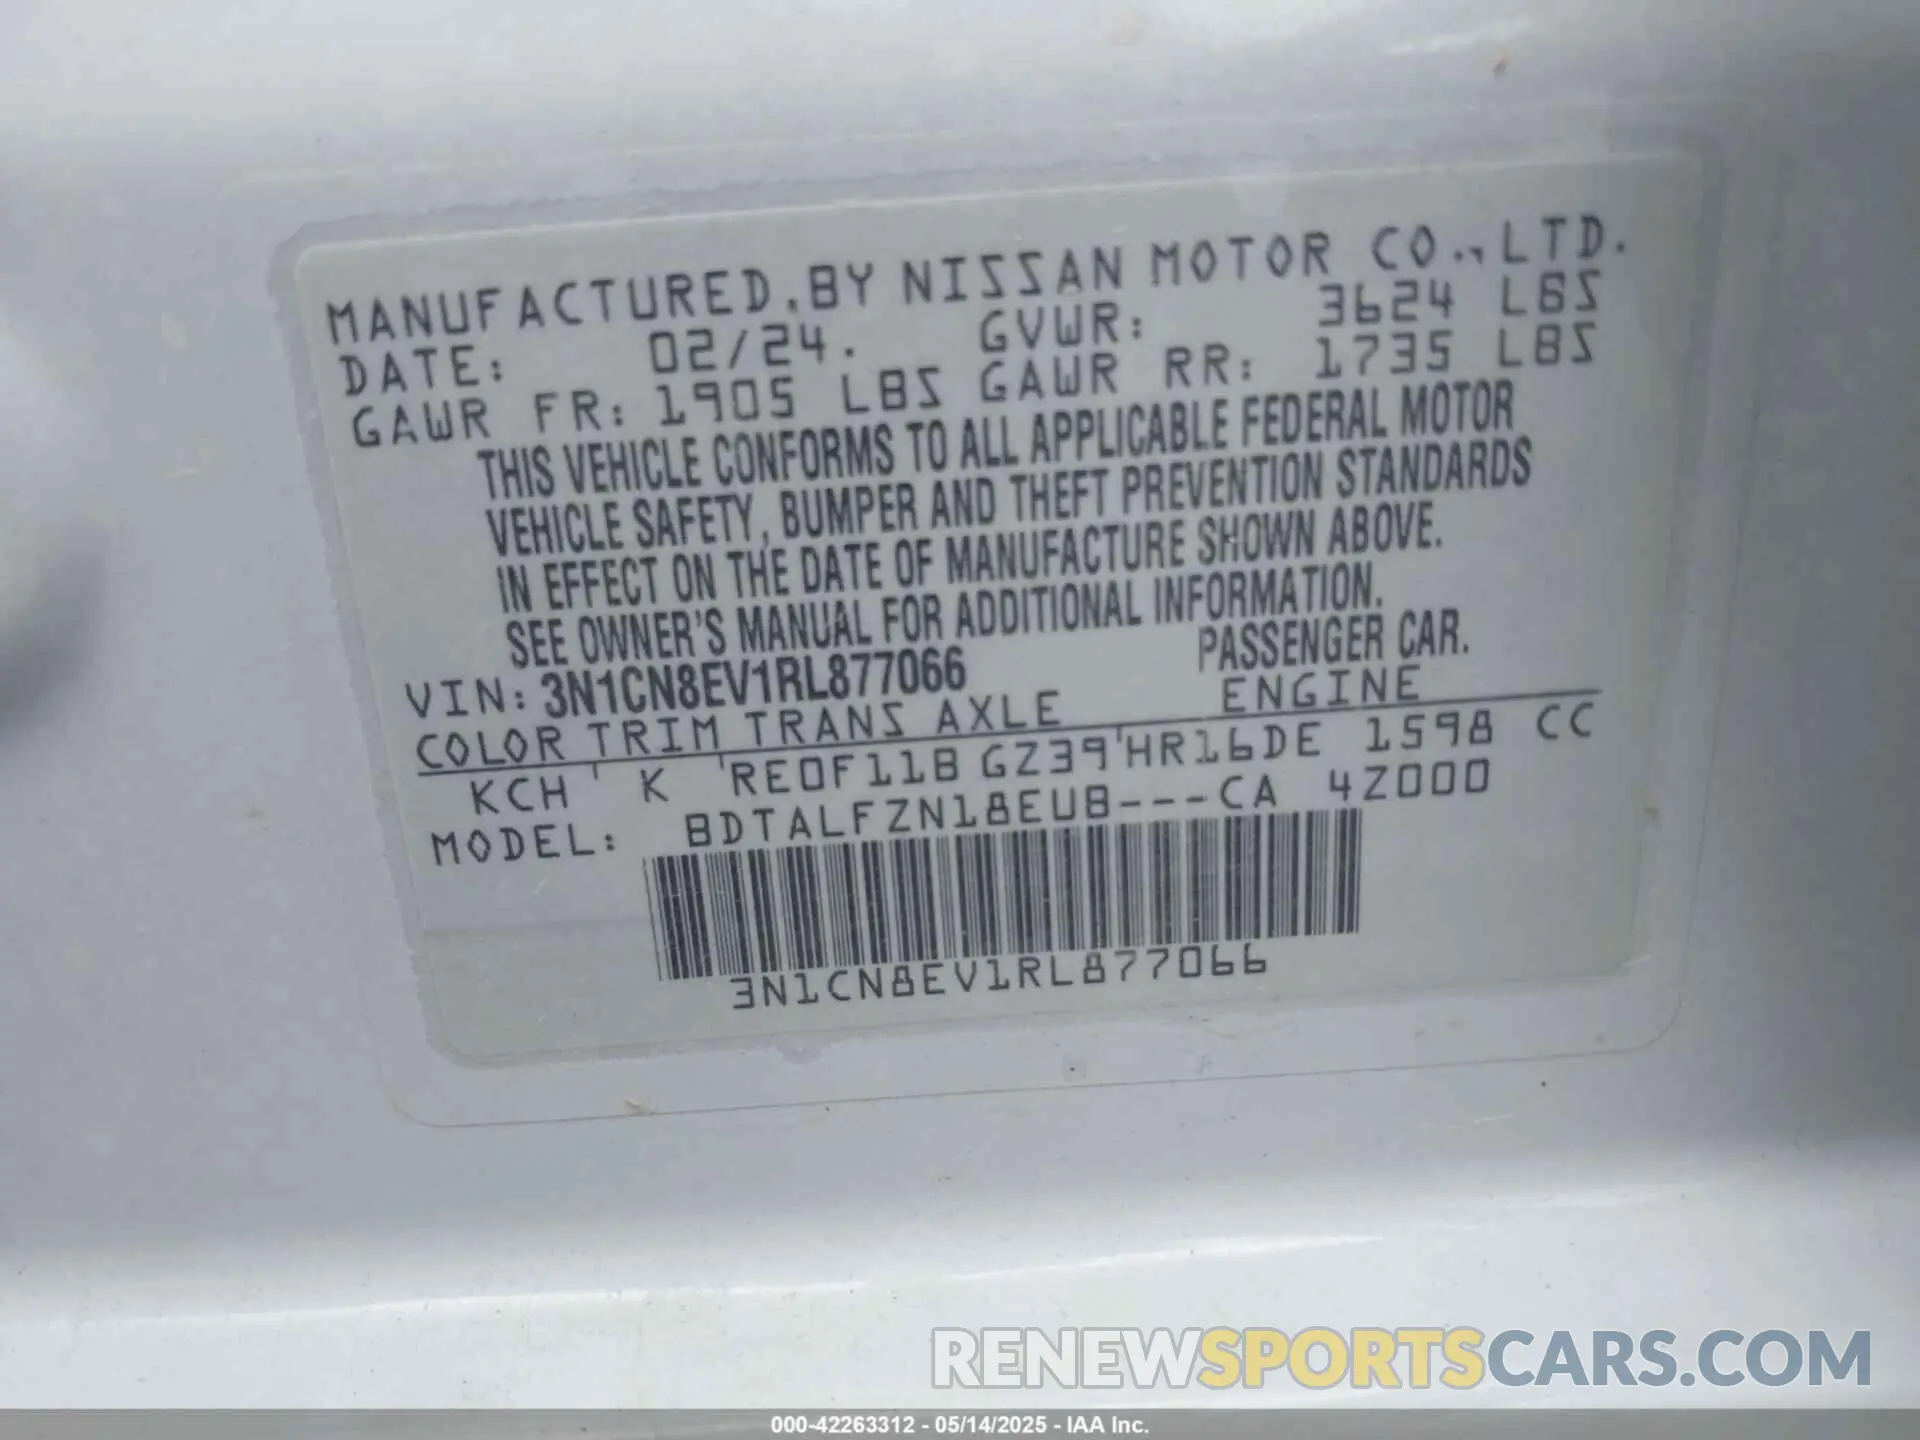 MANUFACTURED.BY NISSAN MOTOR CO.,LTD.
DATE: 02/24. GVWR: 3624 LBS
GAWR FR: 1905 LBS GAWR RR: 1735 LBS
THIS VEHICLE CONFORMS TO ALL APPLICABLE FEDERAL MOTOR
VEHICLE SAFETY, BUMPER AND THEFT PREVENTION STANDARDS
IN EFFECT ON THE DATE OF MANUFACTURE SHOWN ABOVE.
SEE OWNER'S MANUAL FOR ADDITIONAL INFORMATION.
VIN: 3N1CN8EV1RL877066 PASSENGER CAR.
COLOR TRIM TRANS AXLE ENGINE
KCH K RE0F11B GZ39 HR16DE 1598 CC
MODEL: BDTALFZN18EUB---CA 4Z000
3N1CN8EV1RL877066
RENEWSPORTSCARS.COM
000-42263312 - 05/14/2025 - IAA Inc.